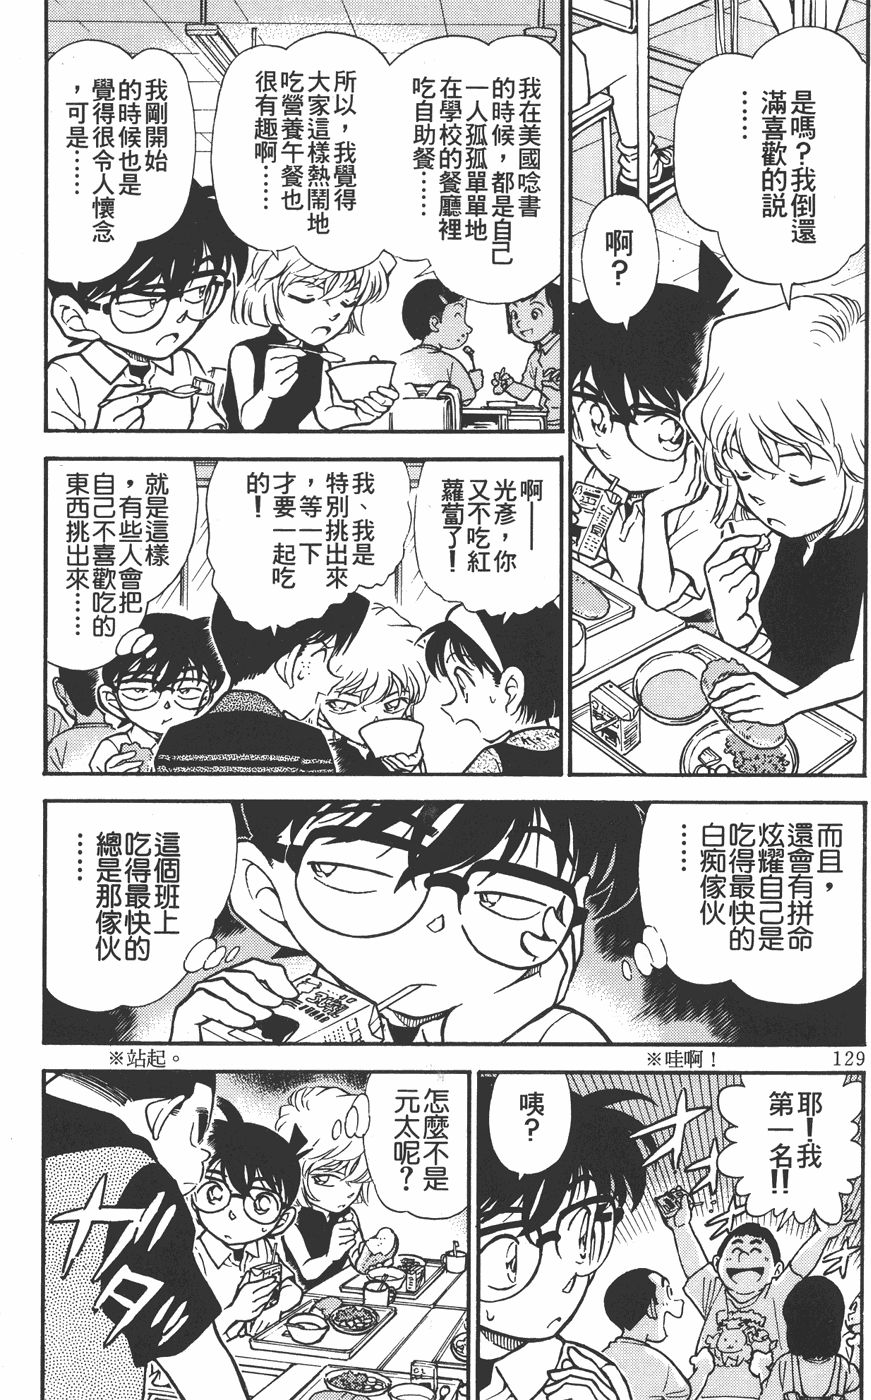 是嗎？我倒還
滿喜歡的說
……
啊？
我在美國唸書
的時候，都是自己
一人孤孤單單地
在學校的餐廳裡
吃自助餐……
所以，我覺得
大家這樣熱鬧地
吃營養午餐也
很有趣啊……
我剛開始
的時候也是
覺得很令人懷念
，可是……
啊──
光彥，你
又不吃紅
蘿蔔了！
我、我是
特別挑出來
，等一下
才要一起吃
的！
就是這樣
，有些人會把
自己不喜歡吃的
東西挑出來……
而且，
還會有拼命
炫耀自己是
吃得最快的
白痴傢伙
……
這個班上
吃得最快的
總是那傢伙
……
※哇啊！
129
※站起。
耶！我
第一名!!
咦？
怎麼不是
元太呢？
ガタ